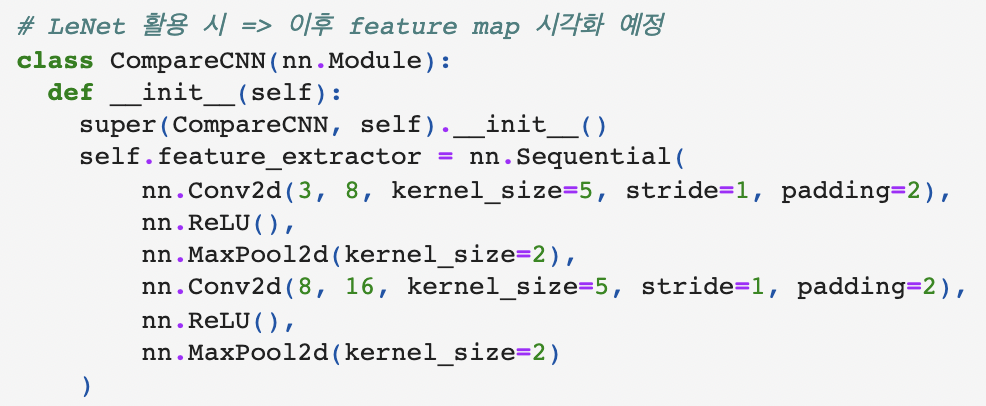 # LeNet 활용 시 => 이후 feature map 시각화 예정
class CompareCNN(nn.Module):
  def __init__(self):
    super(CompareCNN, self).__init__()
    self.feature_extractor = nn.Sequential(
        nn.Conv2d(3, 8, kernel_size=5, stride=1, padding=2),
        nn.ReLU(),
        nn.MaxPool2d(kernel_size=2),
        nn.Conv2d(8, 16, kernel_size=5, stride=1, padding=2),
        nn.ReLU(),
        nn.MaxPool2d(kernel_size=2)
    )